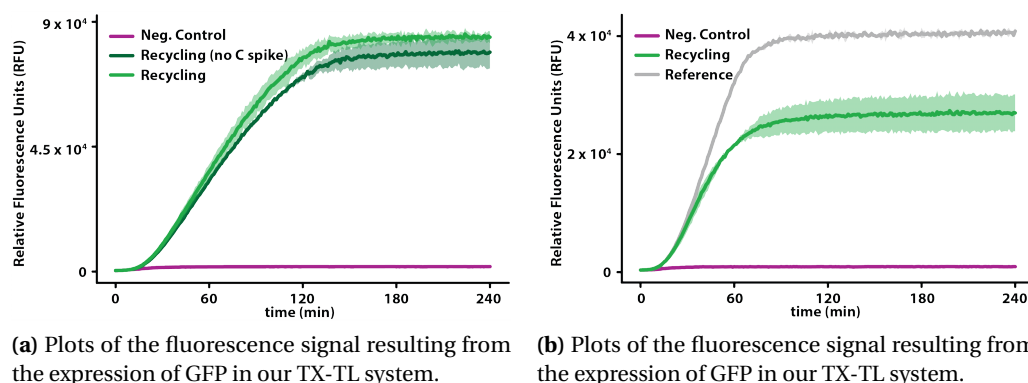 9 x 10⁴
4.5 x 10⁴
0
Relative Fluorescence Units (RFU)
Neg. Control
Recycling (no C spike)
Recycling
0 60 120 180 240
time (min)
(a) Plots of the fluorescence signal resulting from
the expression of GFP in our TX-TL system.
4 x 10⁴
2 x 10⁴
0
Relative Fluorescence Units (RFU)
Neg. Control
Recycling
Reference
0 60 120 180 240
time (min)
(b) Plots of the fluorescence signal resulting from
the expression of GFP in our TX-TL system.